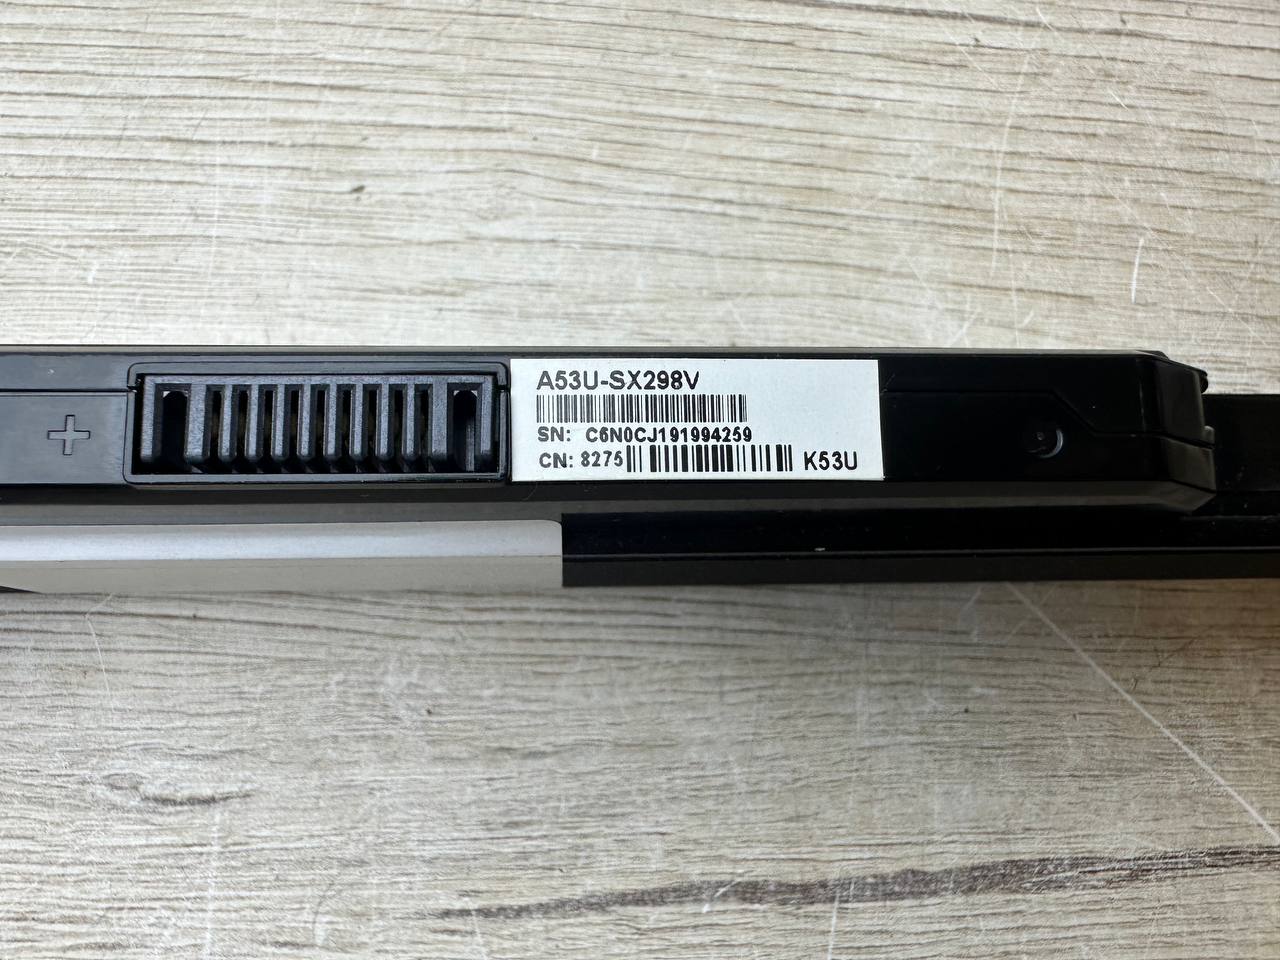 A53U-SX298V
SN: C6N0CJ191994259
CN: 8275 K53U